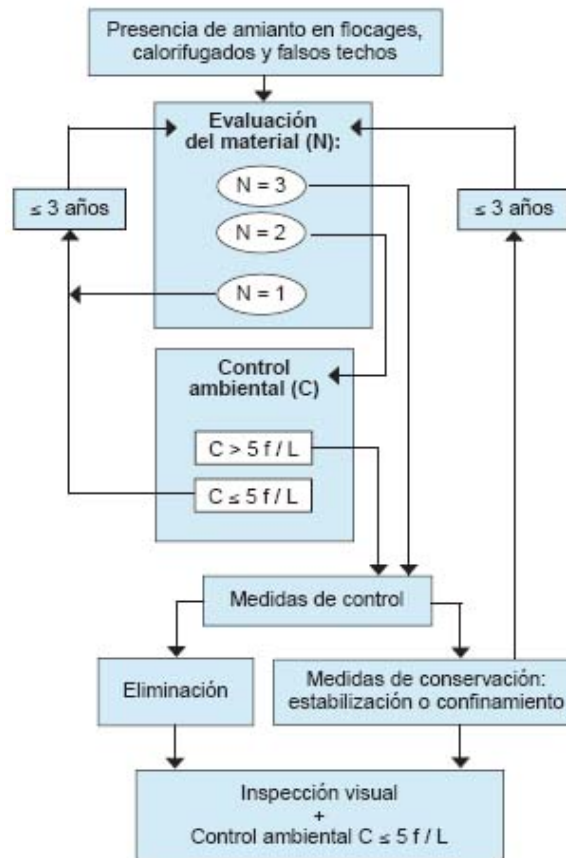 Presencia de amianto en flocages,
calorifugados y falsos techos
Evaluación
del material (N):
N = 3
≤ 3 años
≤ 3 años
N = 2
N = 1
Control
ambiental (C)
C > 5 f / L
C ≤ 5 f / L
Medidas de control
Eliminación
Medidas de conservación:
estabilización o confinamiento
Inspección visual
+
Control ambiental C ≤ 5 f / L